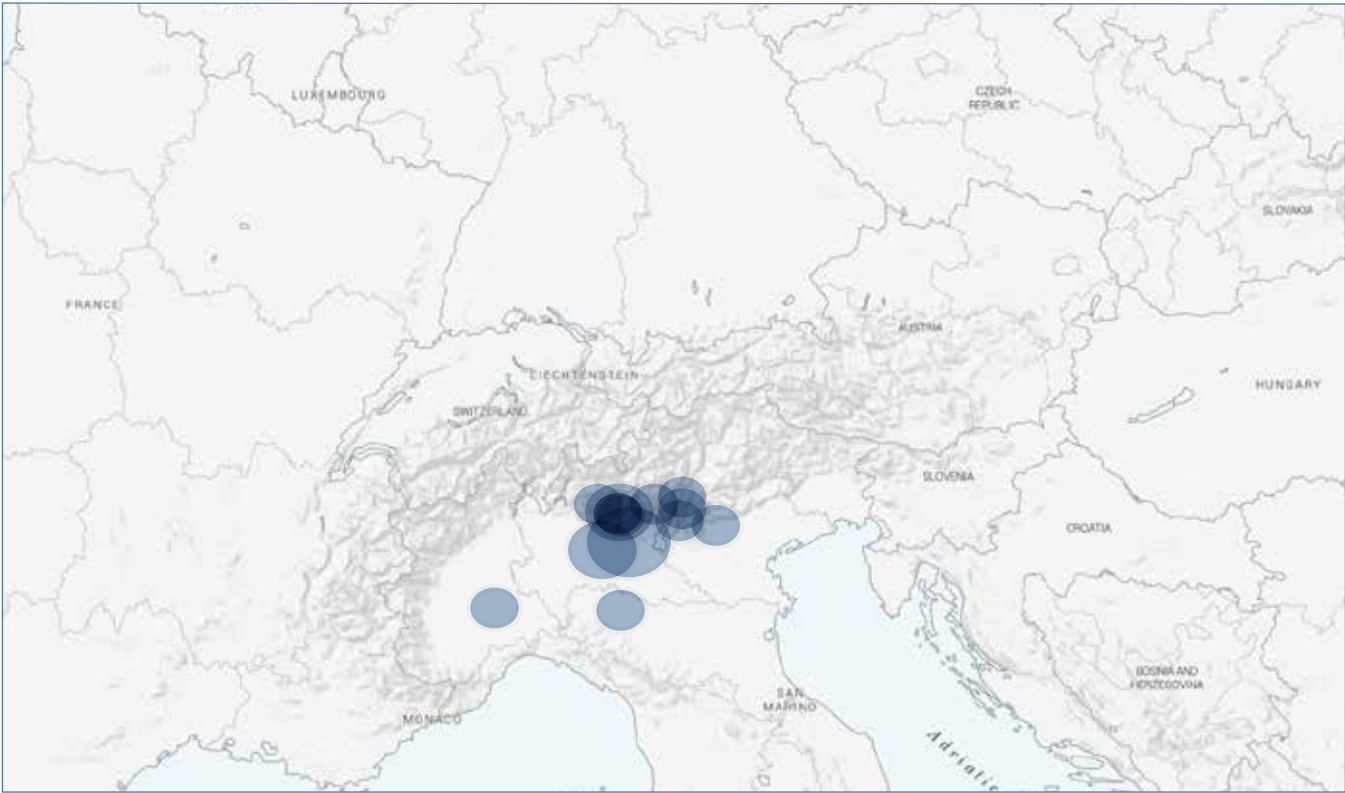 LUXEMBOURG
CZECH
REPUBLIC
SLOVAKIA
FRANCE
AUSTRIA
LIECHTENSTEIN
HUNGARY
SWITZERLAND
SLOVENIA
CROATIA
BOSNIA AND
HERZEGOVINA
SAN
MARINO
MONACO
Adriatic